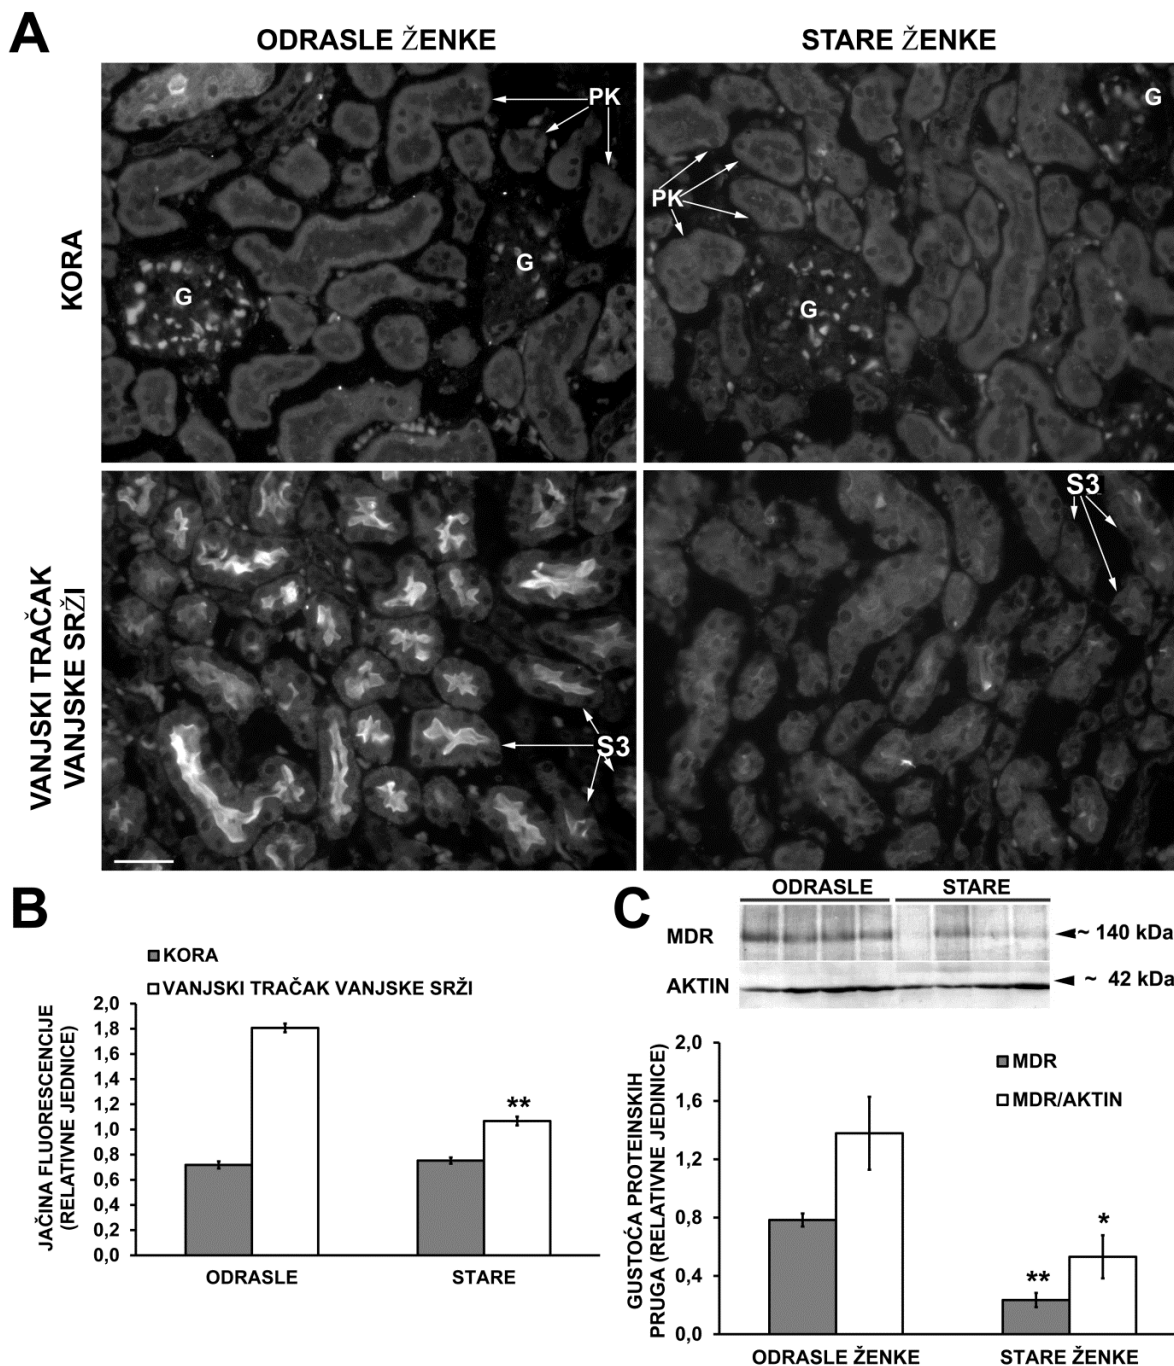 A
ODRASLE ŽENKE
STARE ŽENKE
KORA
PK
G
G
PK
G
G
VANJSKI TRAČAK
VANJSKE SRŽI
S3
S3
B
KORA
VANJSKI TRAČAK VANJSKE SRŽI
JAČINA FLUORESCENCIJE
(RELATIVNE JEDNICE)
2,0
1,8
1,6
1,4
1,2
1,0
0,8
0,6
0,4
0,2
0,0
**
ODRASLE
STARE
C
ODRASLE
STARE
MDR
~ 140 kDa
AKTIN
~ 42 kDa
GUSTOĆA PROTEINSKIH
PRUGA (RELATIVNE JEDINICE)
2,0
1,6
1,2
0,8
0,4
0,0
MDR
MDR/AKTIN
**
*
ODRASLE ŽENKE
STARE ŽENKE